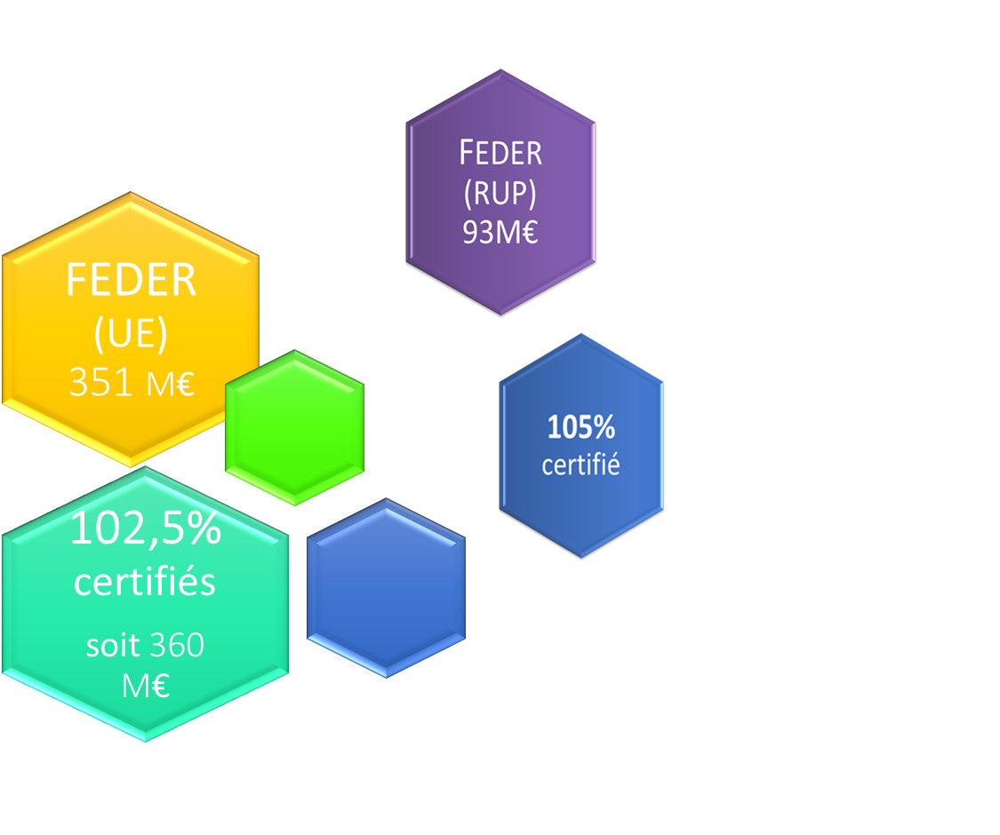 FEDER
(UE)
351 M€
102,5%
certifiés
soit 360
M€
FEDER
(RUP)
93M€
105%
certifié